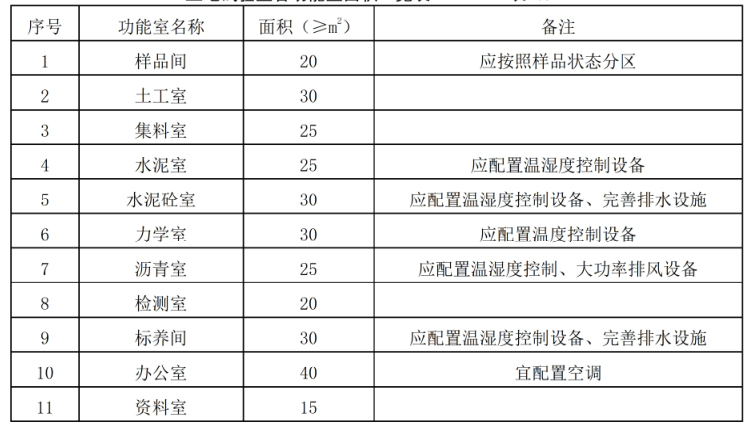 序号 功能室名称 面积（≥m²） 备注
1 样品间 20 应按照样品状态分区
2 土工室 30
3 集料室 25
4 水泥室 25 应配置温湿度控制设备
5 水泥砼室 30 应配置温湿度控制设备、完善排水设施
6 力学室 30 应配置温度控制设备
7 沥青室 25 应配置温湿度控制、大功率排风设备
8 检测室 20
9 标养间 30 应配置温湿度控制设备、完善排水设施
10 办公室 40 宜配置空调
11 资料室 15